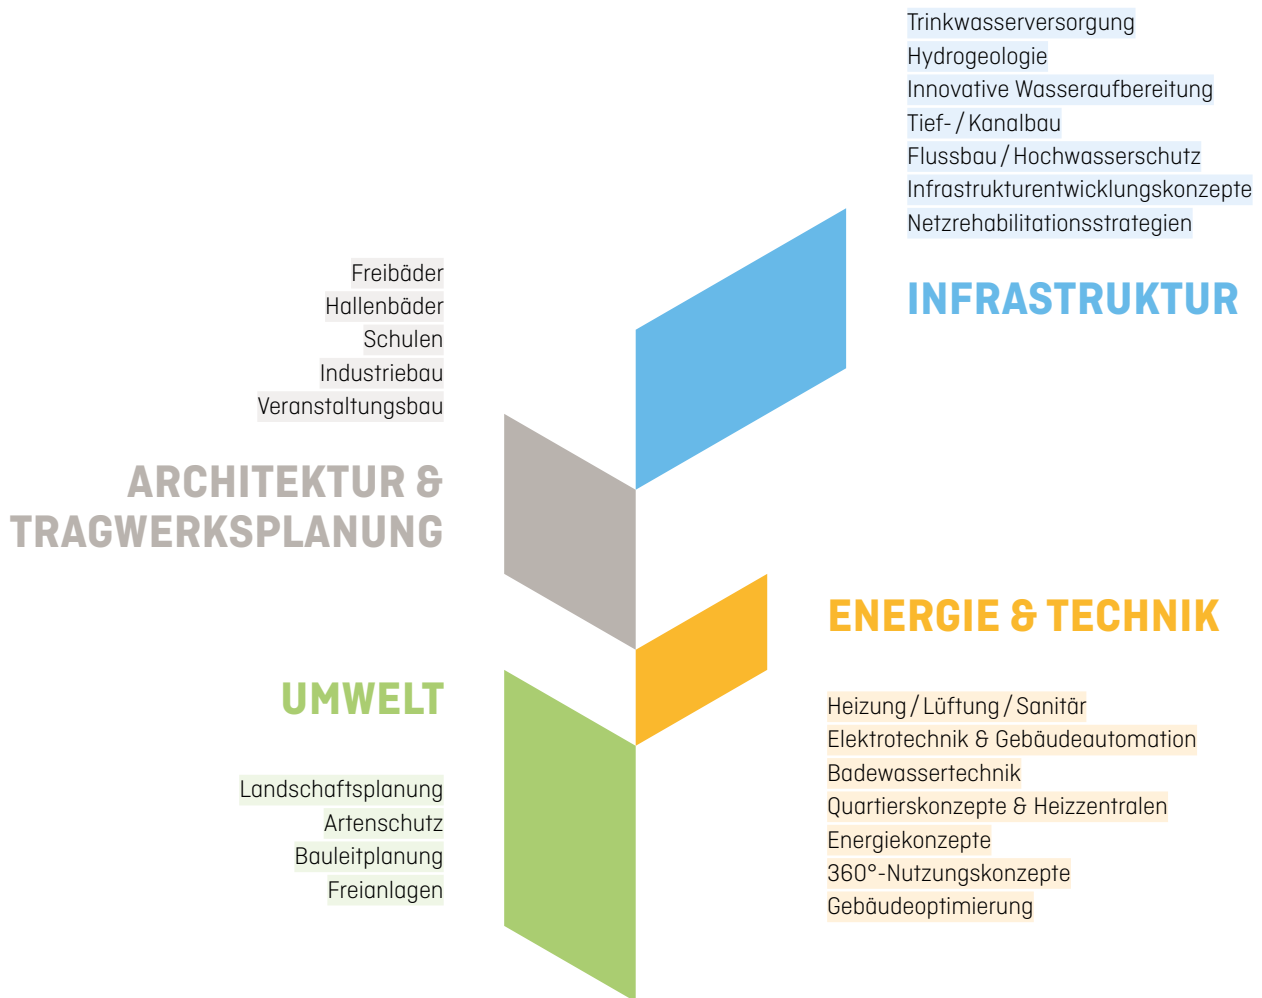 Trinkwasserversorgung
Hydrogeologie
Innovative Wasseraufbereitung
Tief- / Kanalbau
Flussbau / Hochwasserschutz
Infrastrukturentwicklungskonzepte
Netzrehabilitationsstrategien
INFRASTRUKTUR
Freibäder
Hallenbäder
Schulen
Industriebau
Veranstaltungsbau
ARCHITEKTUR &
TRAGWERKSPLANUNG
ENERGIE & TECHNIK
Heizung / Lüftung / Sanitär
Elektrotechnik & Gebäudeautomation
Badewassertechnik
Quartierskonzepte & Heizzentralen
Energiekonzepte
360°-Nutzungskonzepte
Gebäudeoptimierung
UMWELT
Landschaftsplanung
Artenschutz
Bauleitplanung
Freianlagen